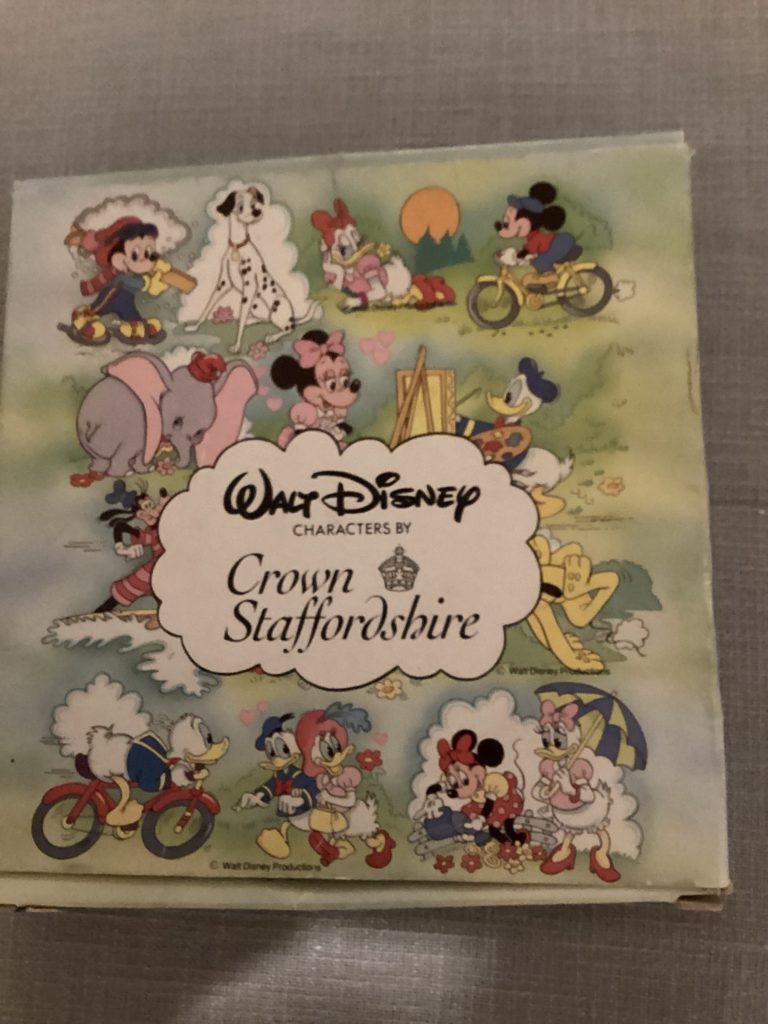 Walt Disney
CHARACTERS BY
Crown
Staffordshire
© Walt Disney Productions
© Walt Disney Productions